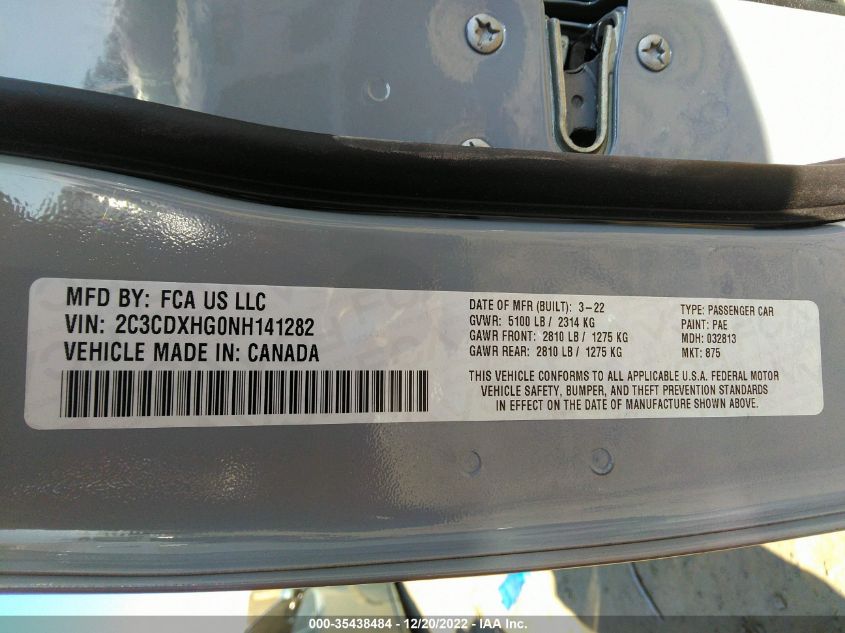 MFD BY: FCA US LLC
VIN: 2C3CDXHG0NH141282
VEHICLE MADE IN: CANADA
DATE OF MFR (BUILT): 3-22
GVWR: 5100 LB / 2314 KG
GAWR FRONT: 2810 LB / 1275 KG
GAWR REAR: 2810 LB / 1275 KG
TYPE: PASSENGER CAR
PAINT: PAE
MDH: 032813
MKT: 875
THIS VEHICLE CONFORMS TO ALL APPLICABLE U.S.A. FEDERAL MOTOR
VEHICLE SAFETY, BUMPER, AND THEFT PREVENTION STANDARDS
IN EFFECT ON THE DATE OF MANUFACTURE SHOWN ABOVE.
000-35438484 - 12/20/2022 - IAA Inc.